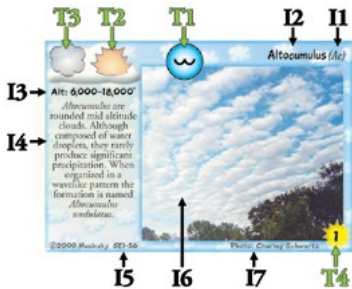 T3 T2 T1 I2 I1
Altocumulus (Ac)
I3 Alt: 6,000-18,000'
Altocumulus are
rounded mid altitude
clouds. Although
I4 composed of water
droplets, they rarely
produce significant
precipitation. When
organized in a
wavelike pattern the
formation is named
Altocumulus
undulatus.
1
©2000 Muzinsky SE1-56 Photo: Charley Schwartz
I5 I6 I7 T4